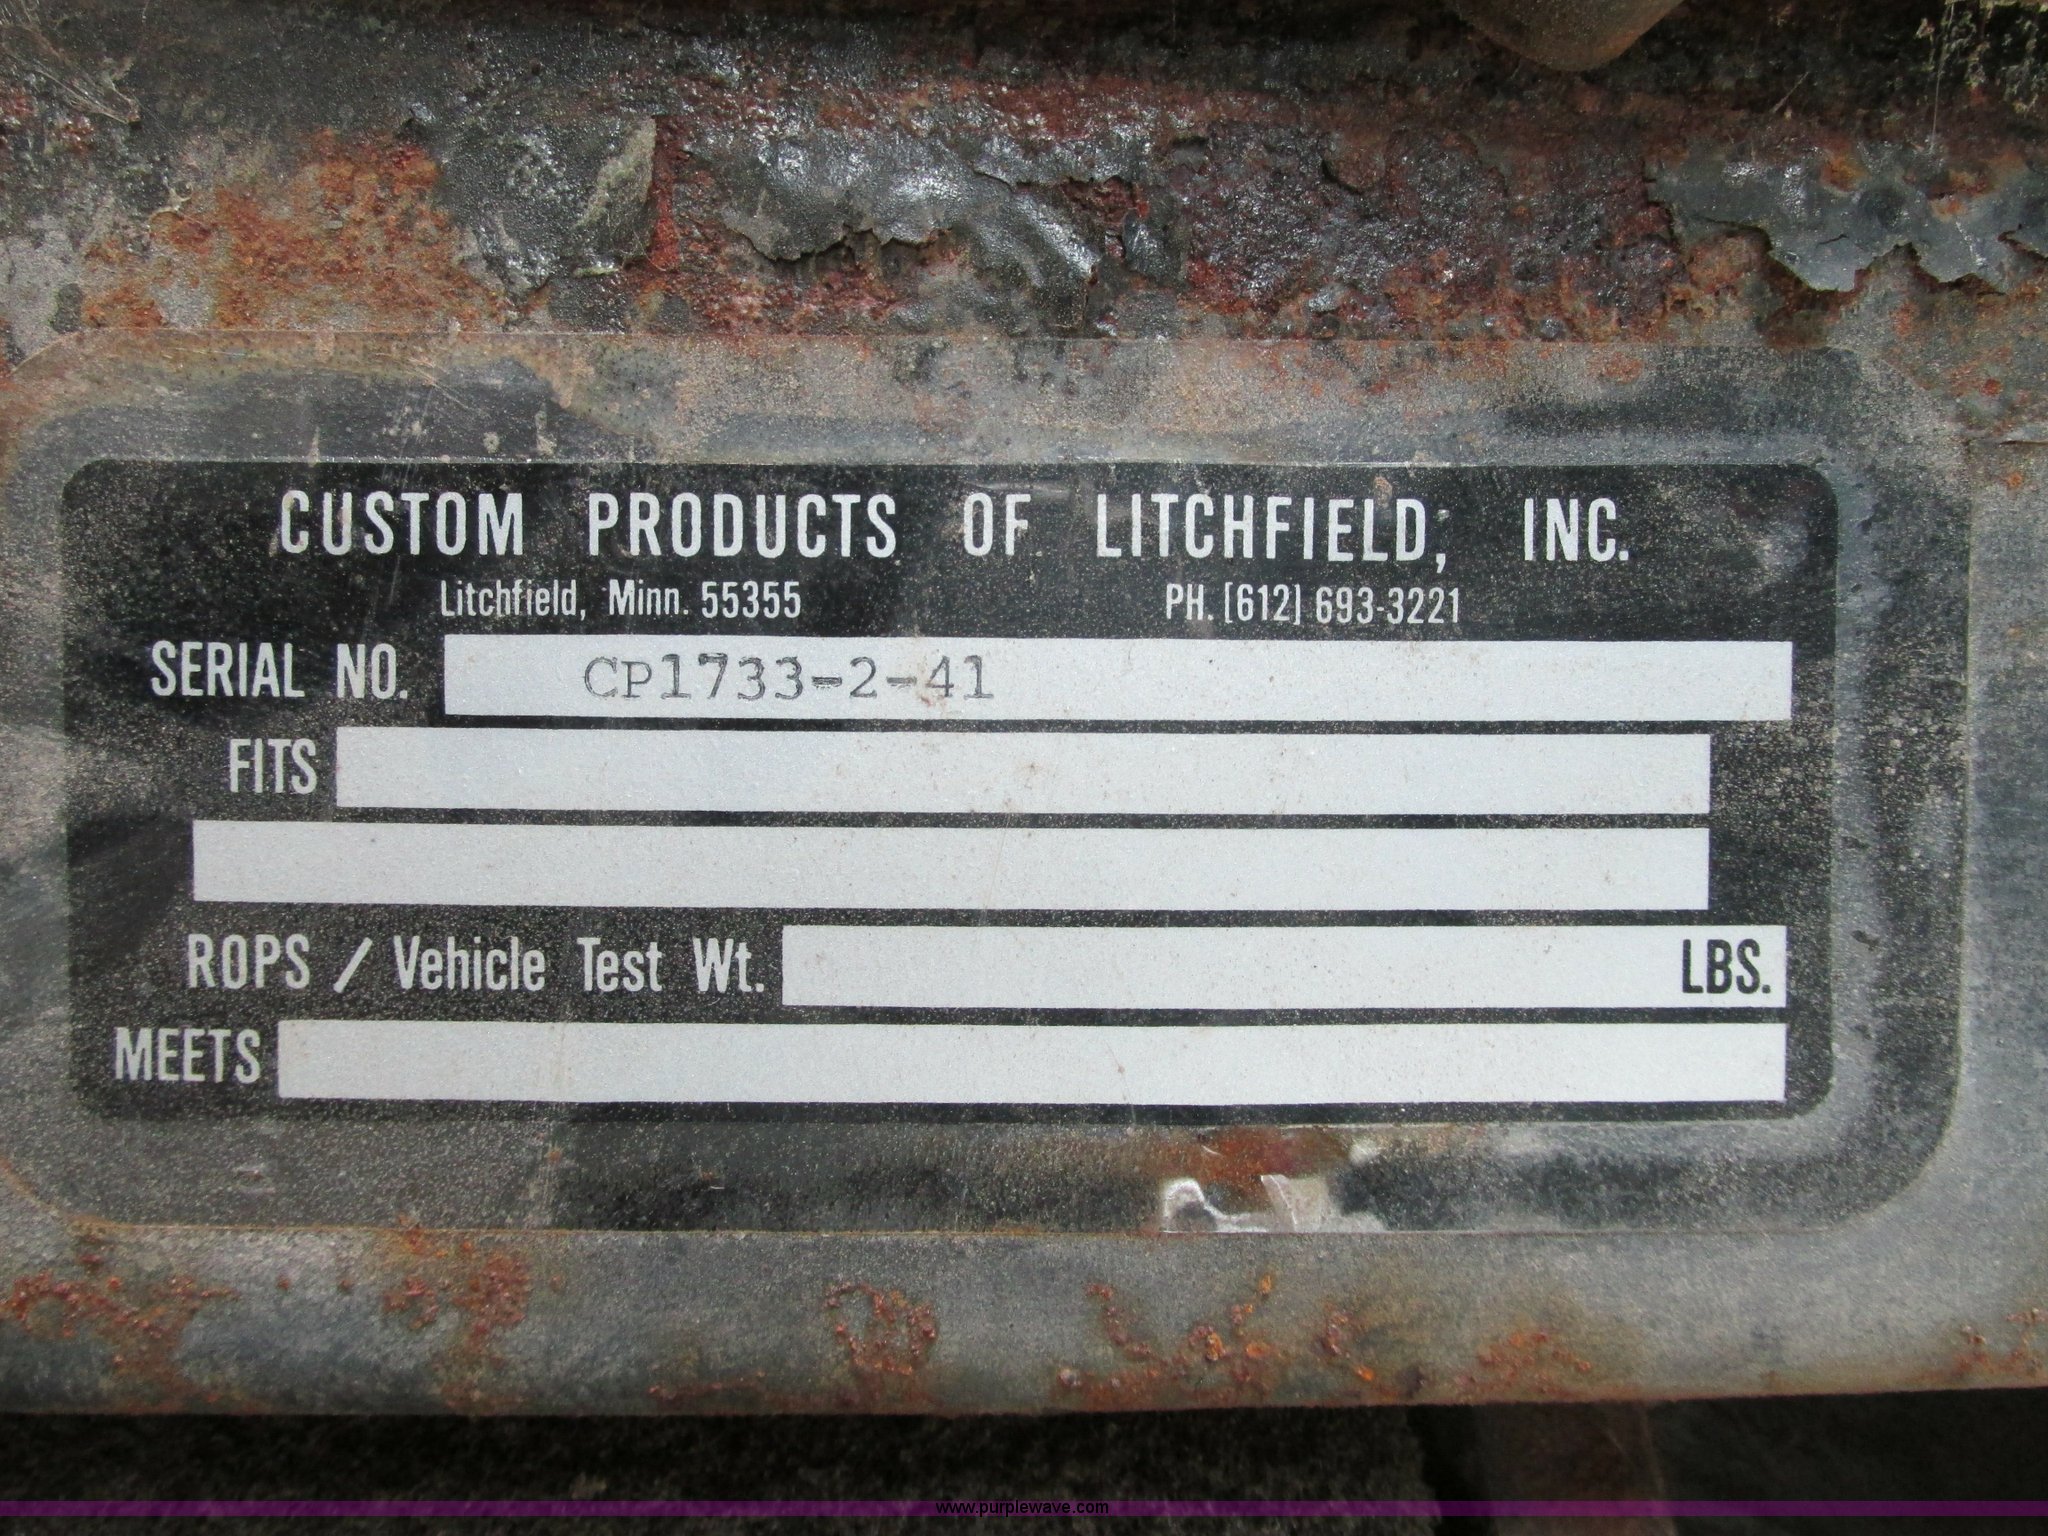 CUSTOM PRODUCTS OF LITCHFIELD, INC.
Litchfield, Minn. 55355 PH. [612] 693-3221
SERIAL NO. CP1733-2-41
FITS
ROPS / Vehicle Test Wt. LBS.
MEETS
www.purplewave.com